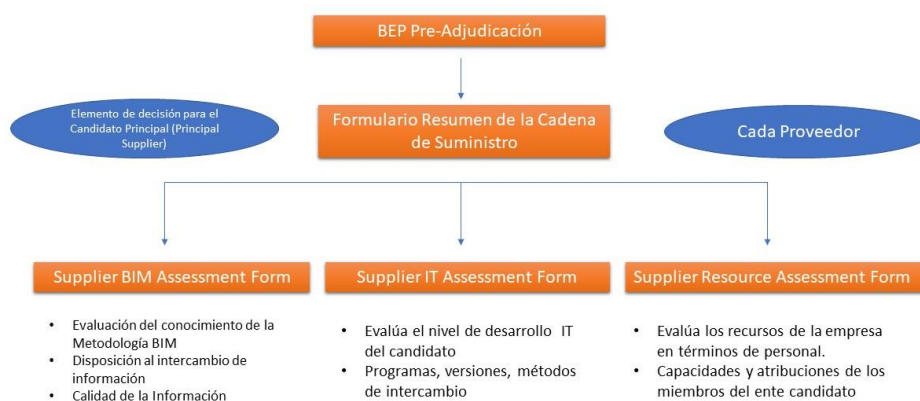 BEP Pre-Adjudicación
Elemento de decisión para el
Candidato Principal (Principal
Supplier)
Formulario Resumen de la Cadena
de Suministro
Cada Proveedor
Supplier BIM Assessment Form
Supplier IT Assessment Form
Supplier Resource Assessment Form
• Evaluación del conocimiento de la
Metodología BIM
• Disposición al intercambio de
información
• Calidad de la Información
• Evalúa el nivel de desarrollo IT
del candidato
• Programas, versiones, métodos
de intercambio
• Evalúa los recursos de la empresa
en términos de personal.
• Capacidades y atribuciones de los
miembros del ente candidato